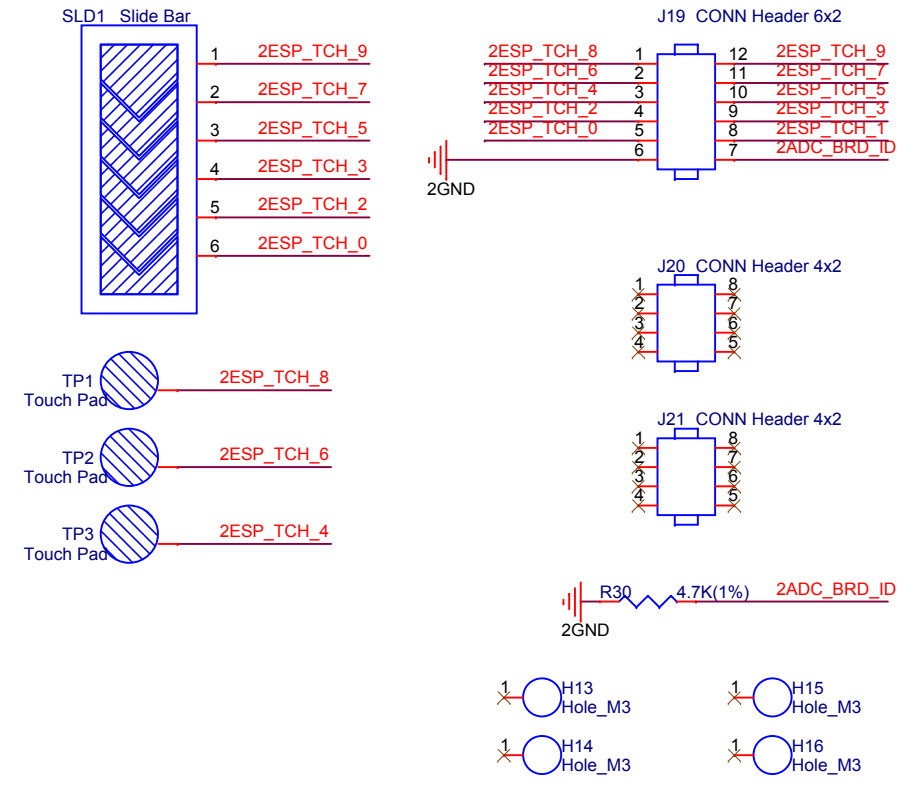 SLD1 Slide Bar
1 2ESP_TCH_9
2 2ESP_TCH_7
3 2ESP_TCH_5
4 2ESP_TCH_3
5 2ESP_TCH_2
6 2ESP_TCH_0
TP1
Touch Pad
2ESP_TCH_8
TP2
Touch Pad
2ESP_TCH_6
TP3
Touch Pad
2ESP_TCH_4
J19 CONN Header 6x2
2ESP_TCH_8 1 12 2ESP_TCH_9
2ESP_TCH_6 2 11 2ESP_TCH_7
2ESP_TCH_4 3 10 2ESP_TCH_5
2ESP_TCH_2 4 9 2ESP_TCH_3
2ESP_TCH_0 5 8 2ESP_TCH_1
6 7 2ADC_BRD_ID
2GND
J20 CONN Header 4x2
1 8
2 7
3 6
4 5
J21 CONN Header 4x2
1 8
2 7
3 6
4 5
R30 4.7K(1%) 2ADC_BRD_ID
2GND
1 H13
Hole_M3
1 H15
Hole_M3
1 H14
Hole_M3
1 H16
Hole_M3